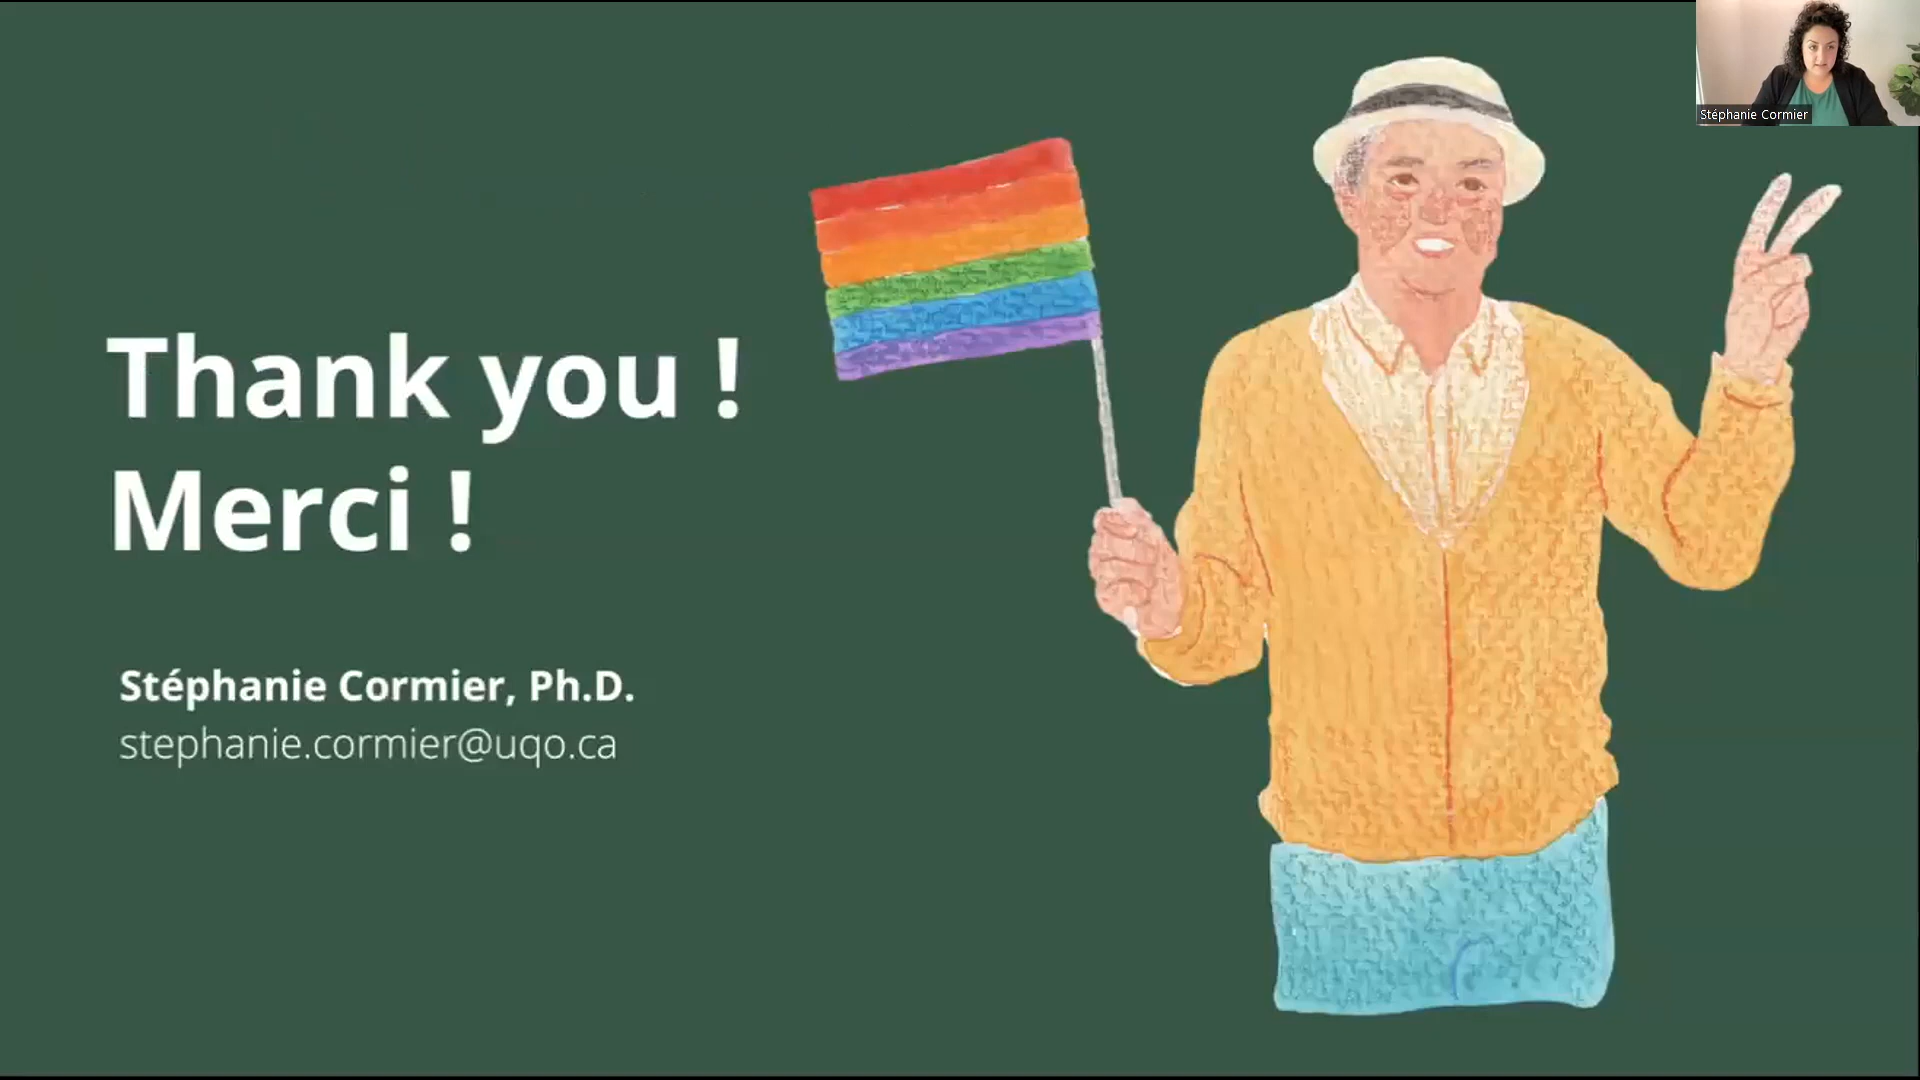 Thank you !
Merci !
Stéphanie Cormier, Ph.D.
stephanie.cormier@uqo.ca
Stéphanie Cormier